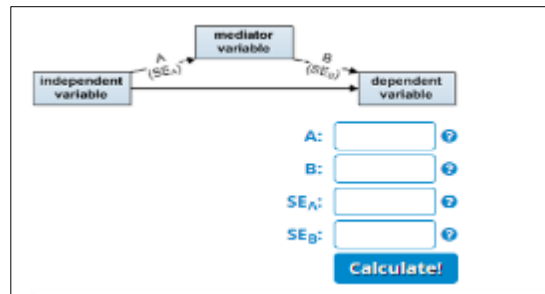 mediator
variable
A
(SEA)
B
(SEB)
independent
variable
dependent
variable
A:
?
B:
?
SEA:
?
SEB:
?
Calculate!